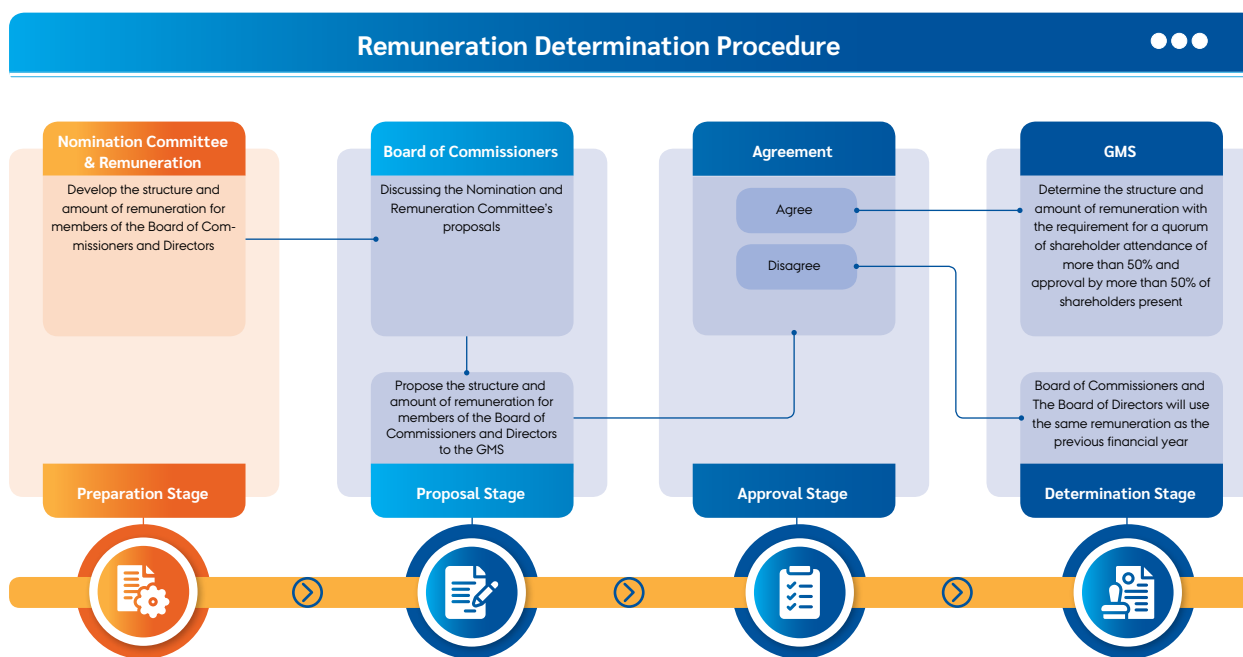 Remuneration Determination Procedure
Nomination Committee
& Remuneration
Develop the structure and
amount of remuneration for
members of the Board of Com-
missioners and Directors
Preparation Stage
Board of Commissioners
Discussing the Nomination and
Remuneration Committee's
proposals
Propose the structure and
amount of remuneration for
members of the Board of
Commissioners and Directors
to the GMS
Proposal Stage
Agreement
Agree
Disagree
Approval Stage
GMS
Determine the structure and
amount of remuneration with
the requirement for a quorum
of shareholder attendance of
more than 50% and
approval by more than 50% of
shareholders present
Board of Commissioners and
The Board of Directors will use
the same remuneration as the
previous financial year
Determination Stage